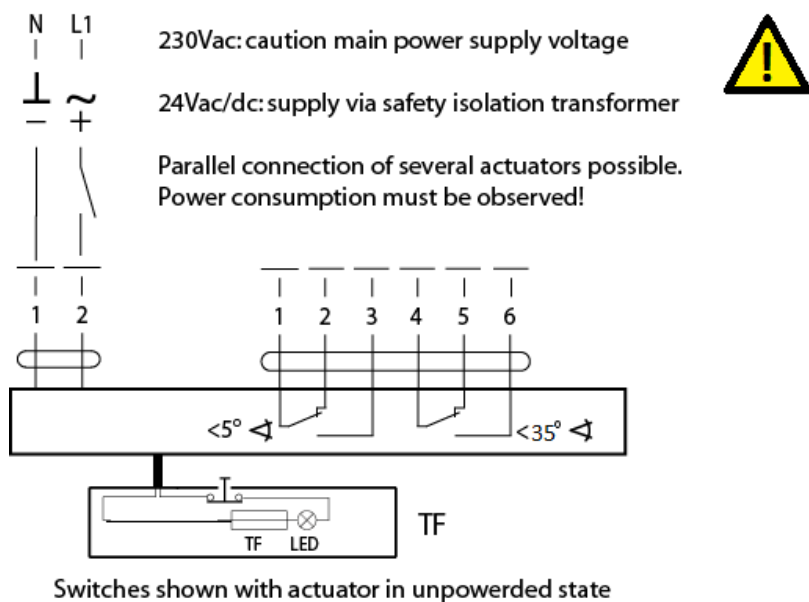 N L1
230Vac: caution main power supply voltage
24Vac/dc: supply via safety isolation transformer
Parallel connection of several actuators possible.
Power consumption must be observed!
1 2 1 2 3 4 5 6
<5° <35°
TF LED
TF
Switches shown with actuator in unpowderded state